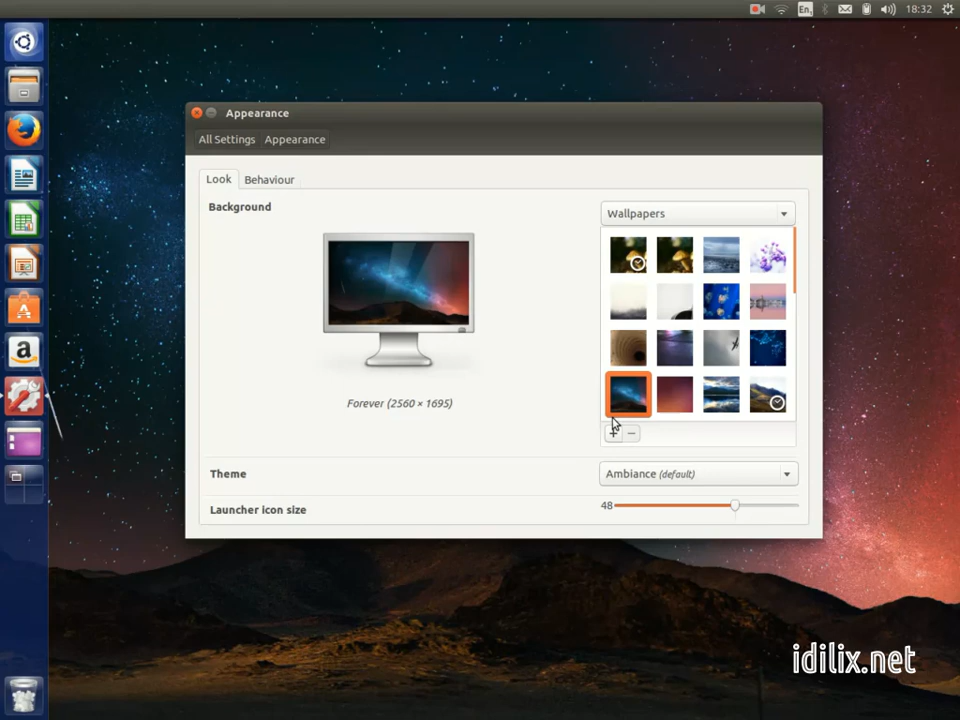 En
18:32
Appearance
All Settings Appearance
Look Behaviour
Background
Wallpapers
Forever (2560 × 1695)
Theme
Ambiance (default)
Launcher icon size
48
idilix.net